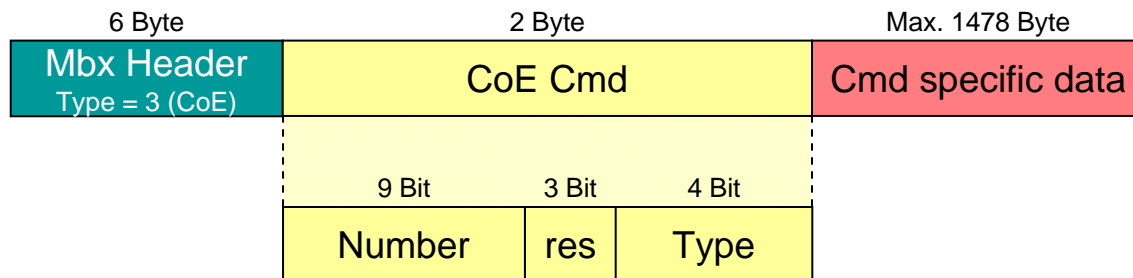 6 Byte 2 Byte Max. 1478 Byte
Mbx Header CoE Cmd Cmd specific data
Type = 3 (CoE)
9 Bit 3 Bit 4 Bit
Number res Type